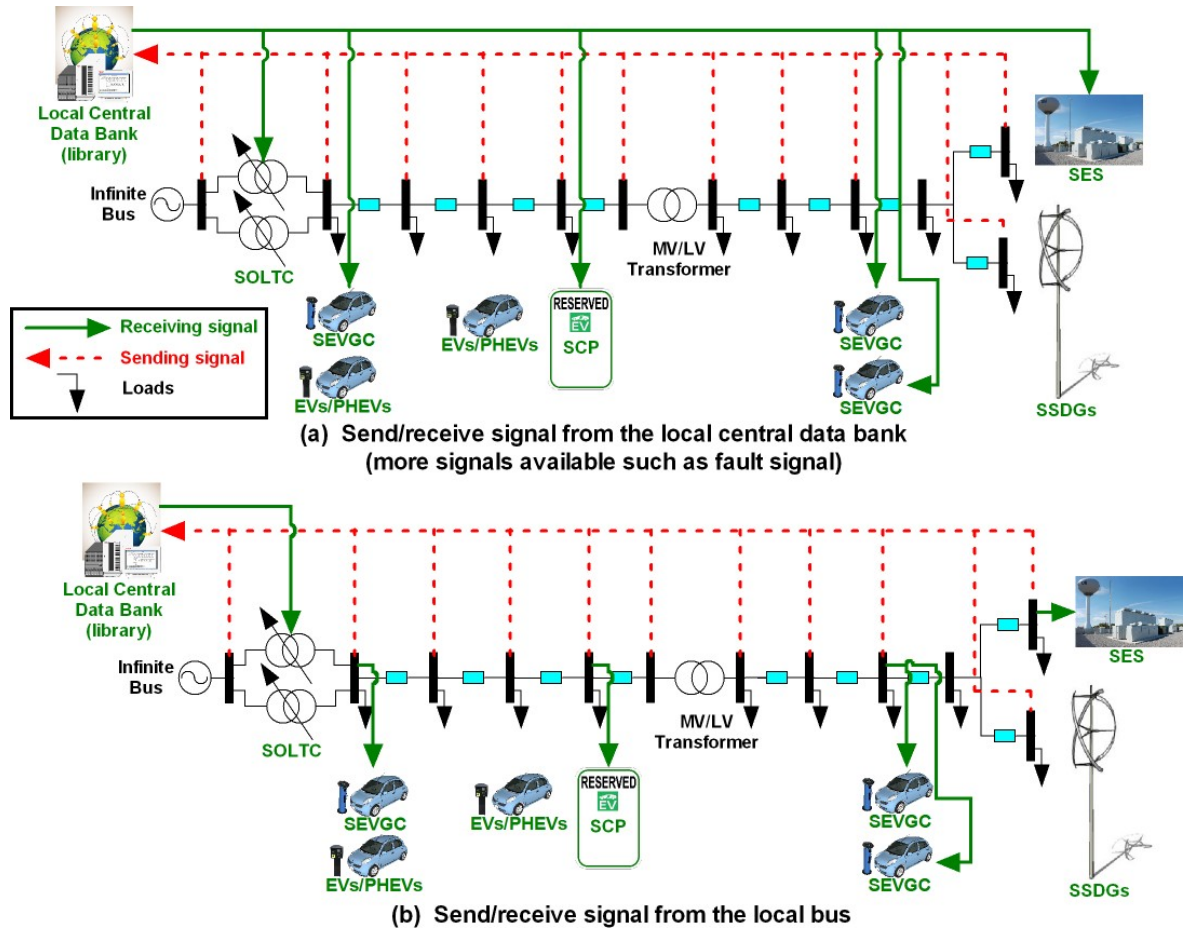 Local Central
Data Bank
(library)
Infinite
Bus
SOLTC
MV/LV
Transformer
SES
SEVGC
EVs/PHEVs
EVs/PHEVs
RESERVED
EV
SCP
SEVGC
SEVGC
SSDGs
Receiving signal
Sending signal
Loads
(a) Send/receive signal from the local central data bank
(more signals available such as fault signal)
Local Central
Data Bank
(library)
Infinite
Bus
SOLTC
MV/LV
Transformer
SES
SEVGC
EVs/PHEVs
EVs/PHEVs
RESERVED
EV
SCP
SEVGC
SEVGC
SSDGs
(b) Send/receive signal from the local bus